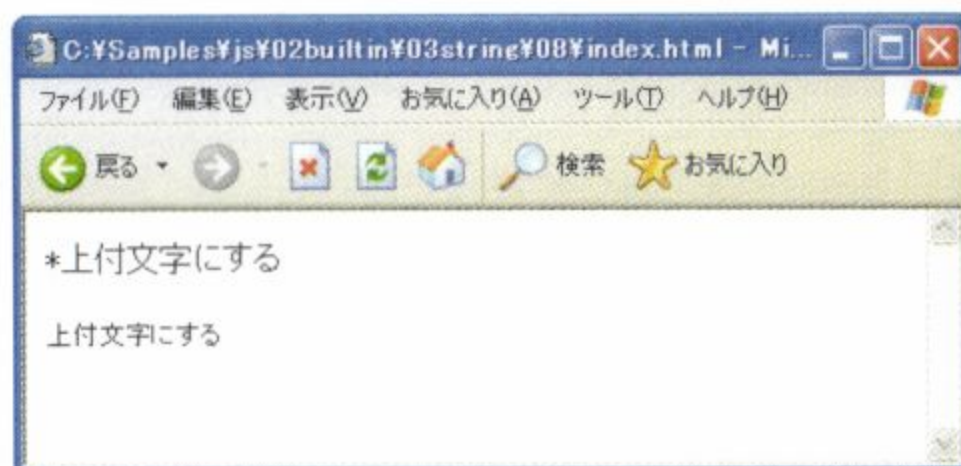 C:¥Samples¥js¥02builtin¥03string¥08¥index.html - Mi...
ファイル(F) 編集(E) 表示(V) お気に入り(A) ツール(T) ヘルプ(H)
戻る 検索 お気に入り
*上付文字にする
上付文字にする